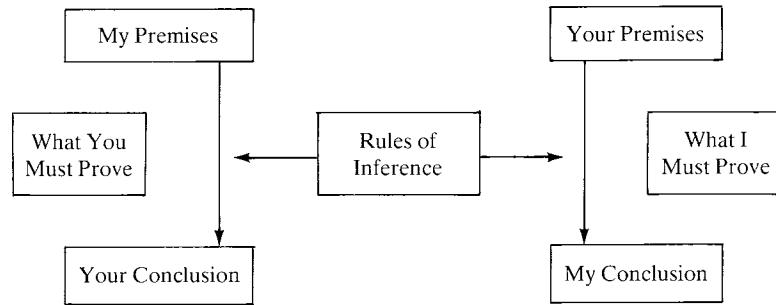 My Premises
Your Premises
What You
Must Prove
Rules of
Inference
What I
Must Prove
Your Conclusion
My Conclusion